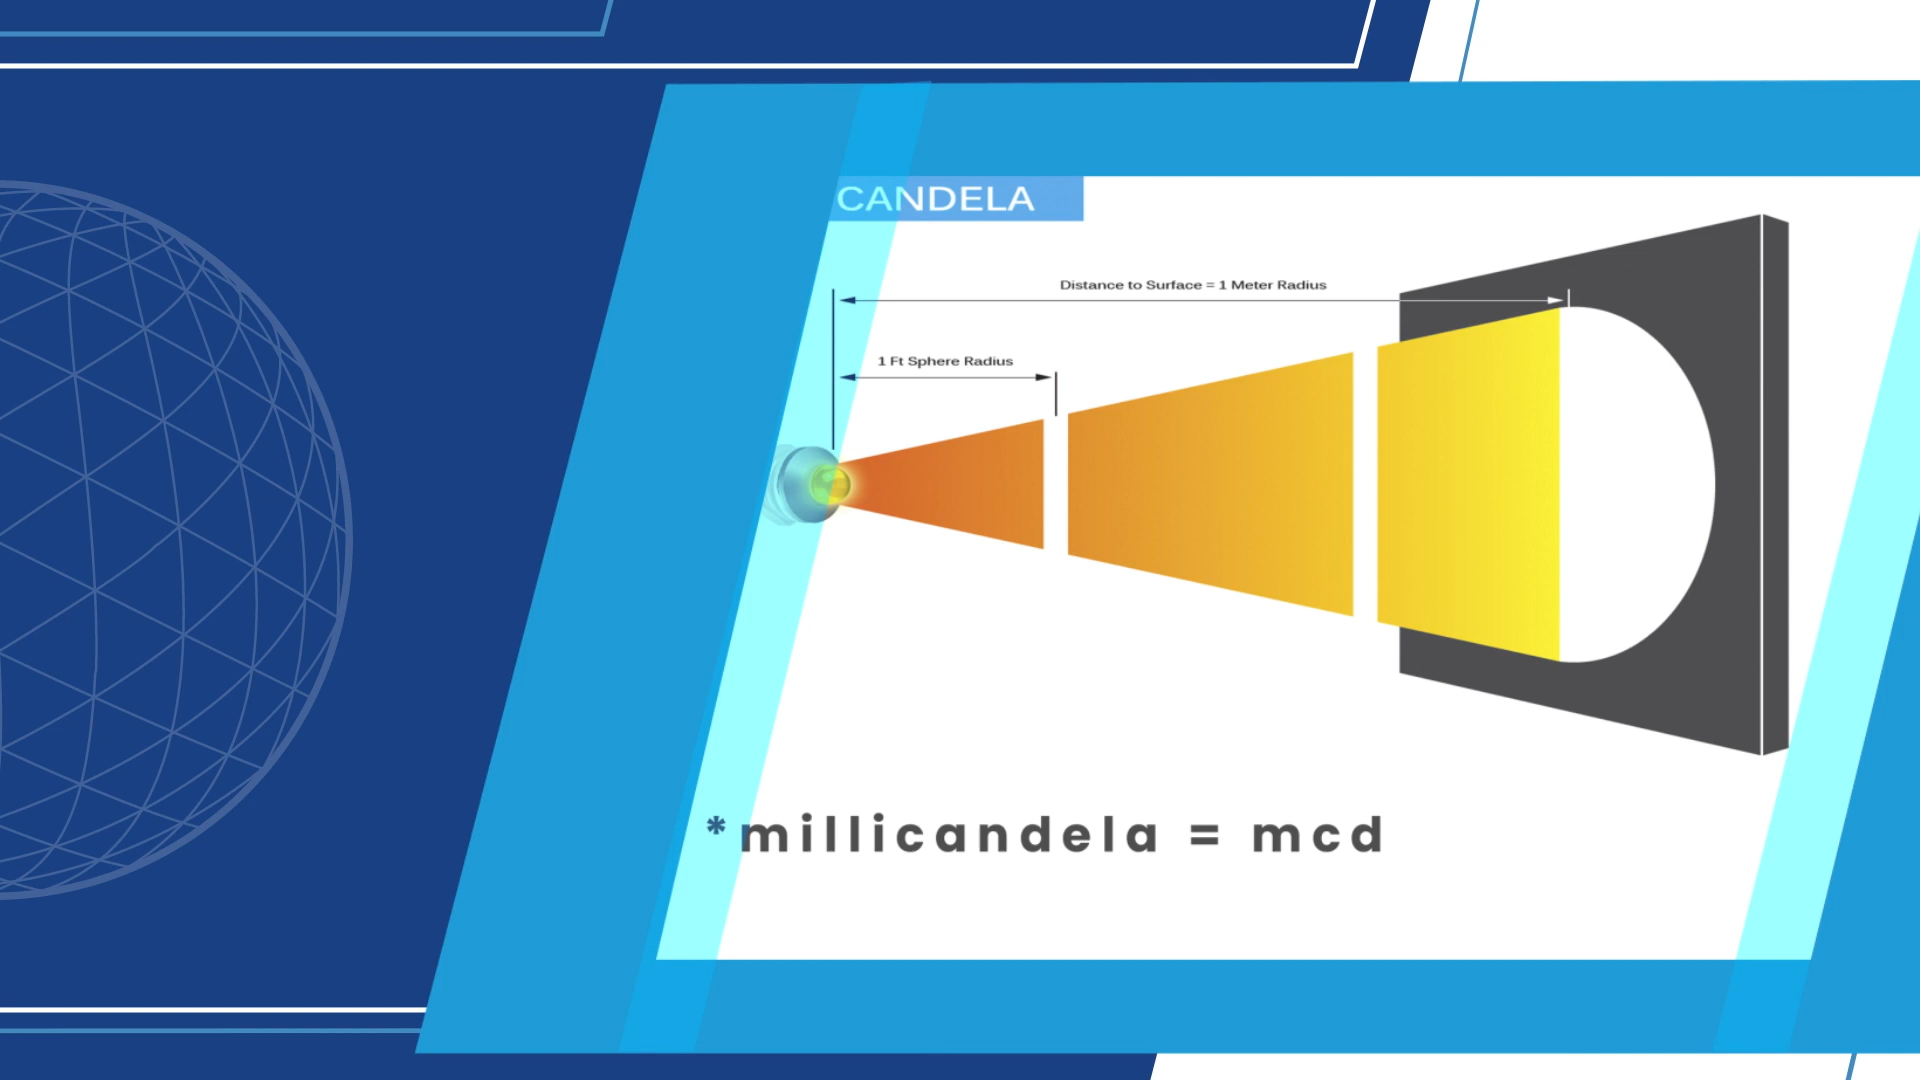 CANDELA
Distance to Surface = 1 Meter Radius
1 Ft Sphere Radius
*millicandela = mcd